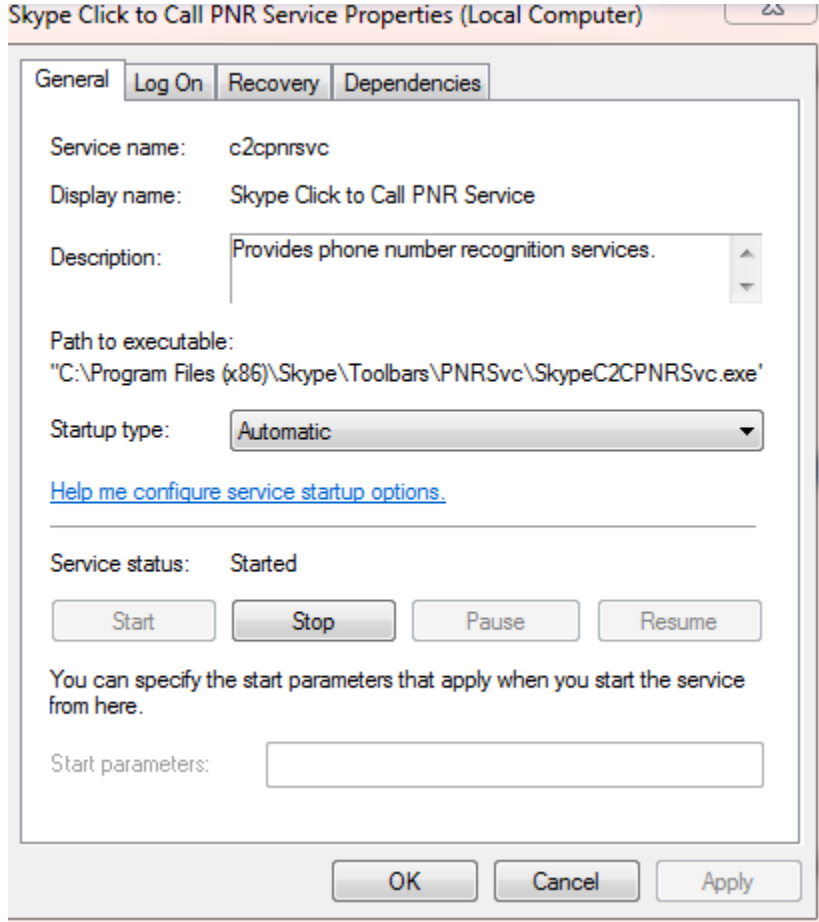 Skype Click to Call PNR Service Properties (Local Computer)
General Log On Recovery Dependencies
Service name: c2cpnrsvc
Display name: Skype Click to Call PNR Service
Description: Provides phone number recognition services.
Path to executable:
"C:\Program Files (x86)\Skype\Toolbars\PNRSvc\SkypeC2CPNRSvc.exe"
Startup type: Automatic
Help me configure service startup options.
Service status: Started
Start Stop Pause Resume
You can specify the start parameters that apply when you start the service
from here.
Start parameters:
OK Cancel Apply